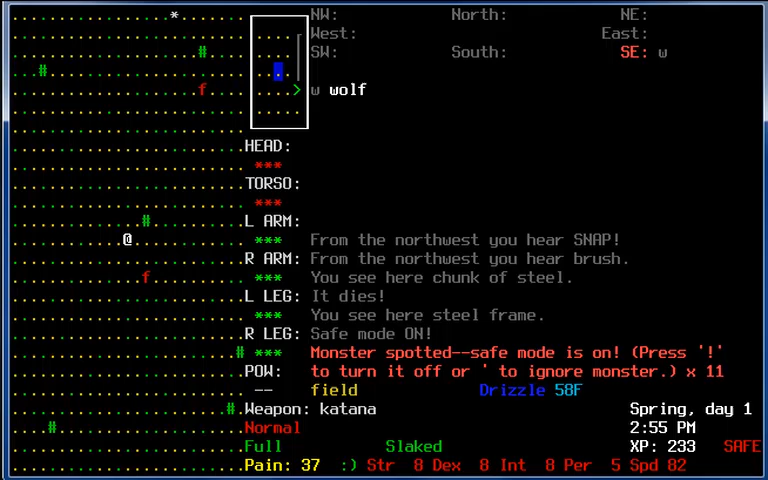 NW: North: NE:
West: East:
SW: South: SE: w
w wolf
HEAD:
***
TORSO:
***
L ARM:
*** From the northwest you hear SNAP!
R ARM: From the northwest you hear brush.
*** You see here chunk of steel.
L LEG: It dies!
*** You see here steel frame.
R LEG: Safe mode ON!
*** Monster spotted--safe mode is on! (Press '!'
POW: to turn it off or ' to ignore monster.) x 11
-- field Drizzle 58F
Weapon: katana Spring, day 1
Normal 2:55 PM
Full Slaked XP: 233 SAFE
Pain: 37 :) Str 8 Dex 8 Int 8 Per 5 Spd 82